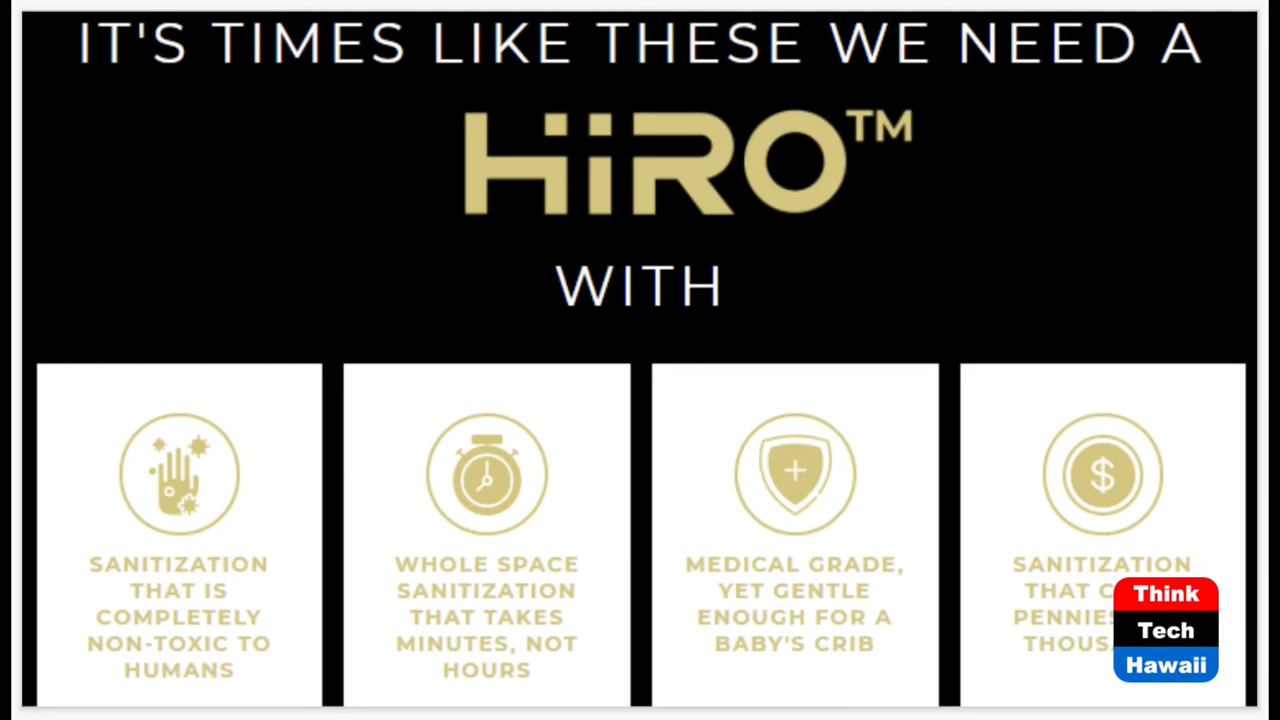 IT'S TIMES LIKE THESE WE NEED A
HiRO™
WITH
SANITIZATION
THAT IS
COMPLETELY
NON-TOXIC TO
HUMANS
WHOLE SPACE
SANITIZATION
THAT TAKES
MINUTES, NOT
HOURS
MEDICAL GRADE,
YET GENTLE
ENOUGH FOR A
BABY'S CRIB
$
SANITIZATION
THAT
Think
Tech
Hawaii